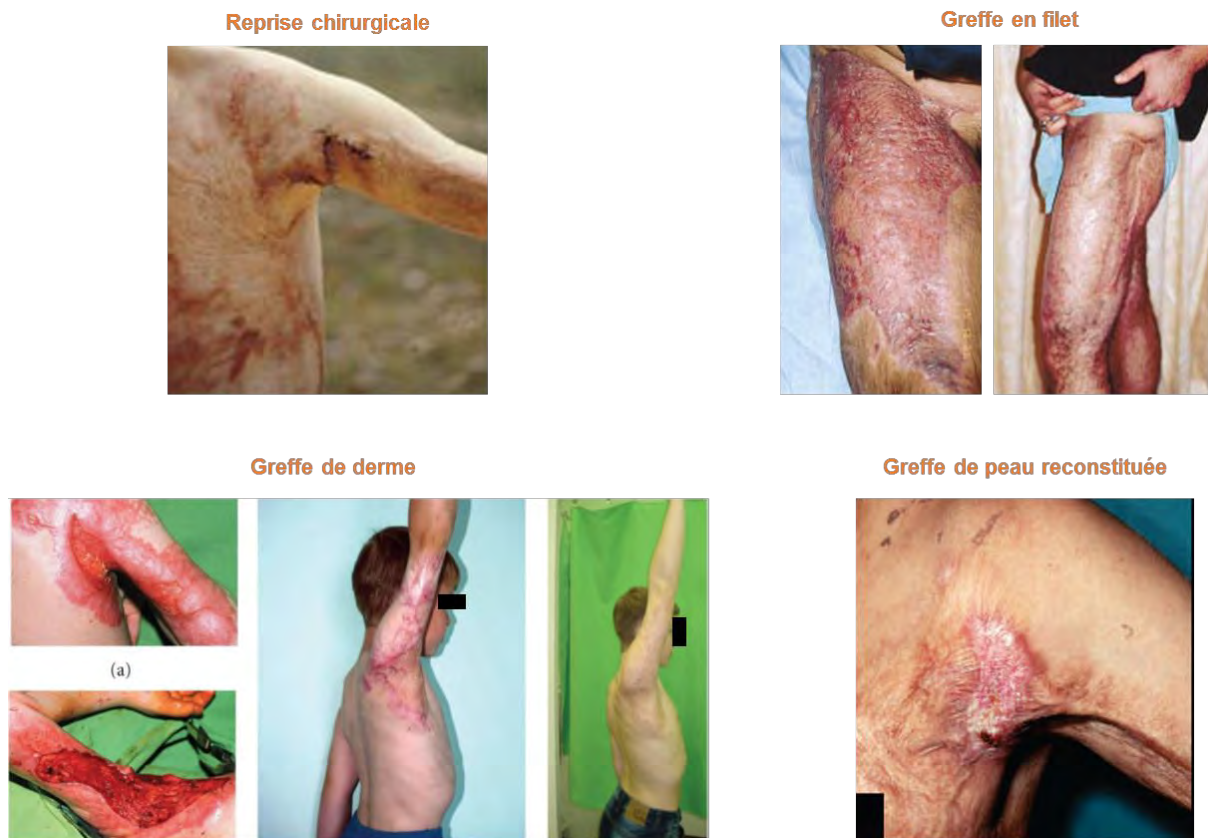 Reprise chirurgicale
Greffe en filet
Greffe de derme
Greffe de peau reconstituée
(a)